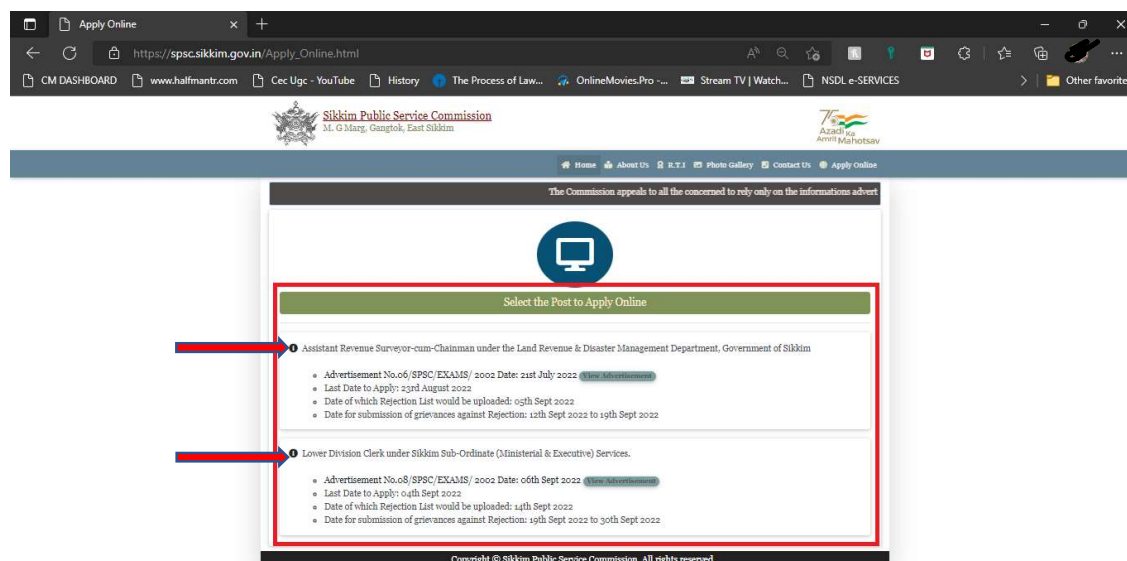 Apply Online
https://spsc.sikkim.gov.in/Apply_Online.html
CM DASHBOARD www.halfmantr.com Cec Ugc - YouTube History The Process of Law... OnlineMovies.Pro -... Stream TV | Watch... NSDL e-SERVICES Other favorite
Sikkim Public Service Commission
M. G Marg, Gangtok, East Sikkim
75
Azadi Ka
Amrit Mahotsav
Home About Us R.T.I Photo Gallery Contact Us Apply Online
The Commission appeals to all the concerned to rely only on the informations advert
Select the Post to Apply Online
Assistant Revenue Surveyor-cum-Chainman under the Land Revenue & Disaster Management Department, Government of Sikkim
Advertisement No.06/SPSC/EXAMS/ 2002 Date: 21st July 2022 View Advertisement
Last Date to Apply: 23rd August 2022
Date of which Rejection List would be uploaded: 05th Sept 2022
Date for submission of grievances against Rejection: 12th Sept 2022 to 19th Sept 2022
Lower Division Clerk under Sikkim Sub-Ordinate (Ministerial & Executive) Services.
Advertisement No.08/SPSC/EXAMS/ 2002 Date: 06th Sept 2022 View Advertisement
Last Date to Apply: 04th Sept 2022
Date of which Rejection List would be uploaded: 14th Sept 2022
Date for submission of grievances against Rejection: 19th Sept 2022 to 30th Sept 2022
Copyright © Sikkim Public Service Commission. All rights reserved